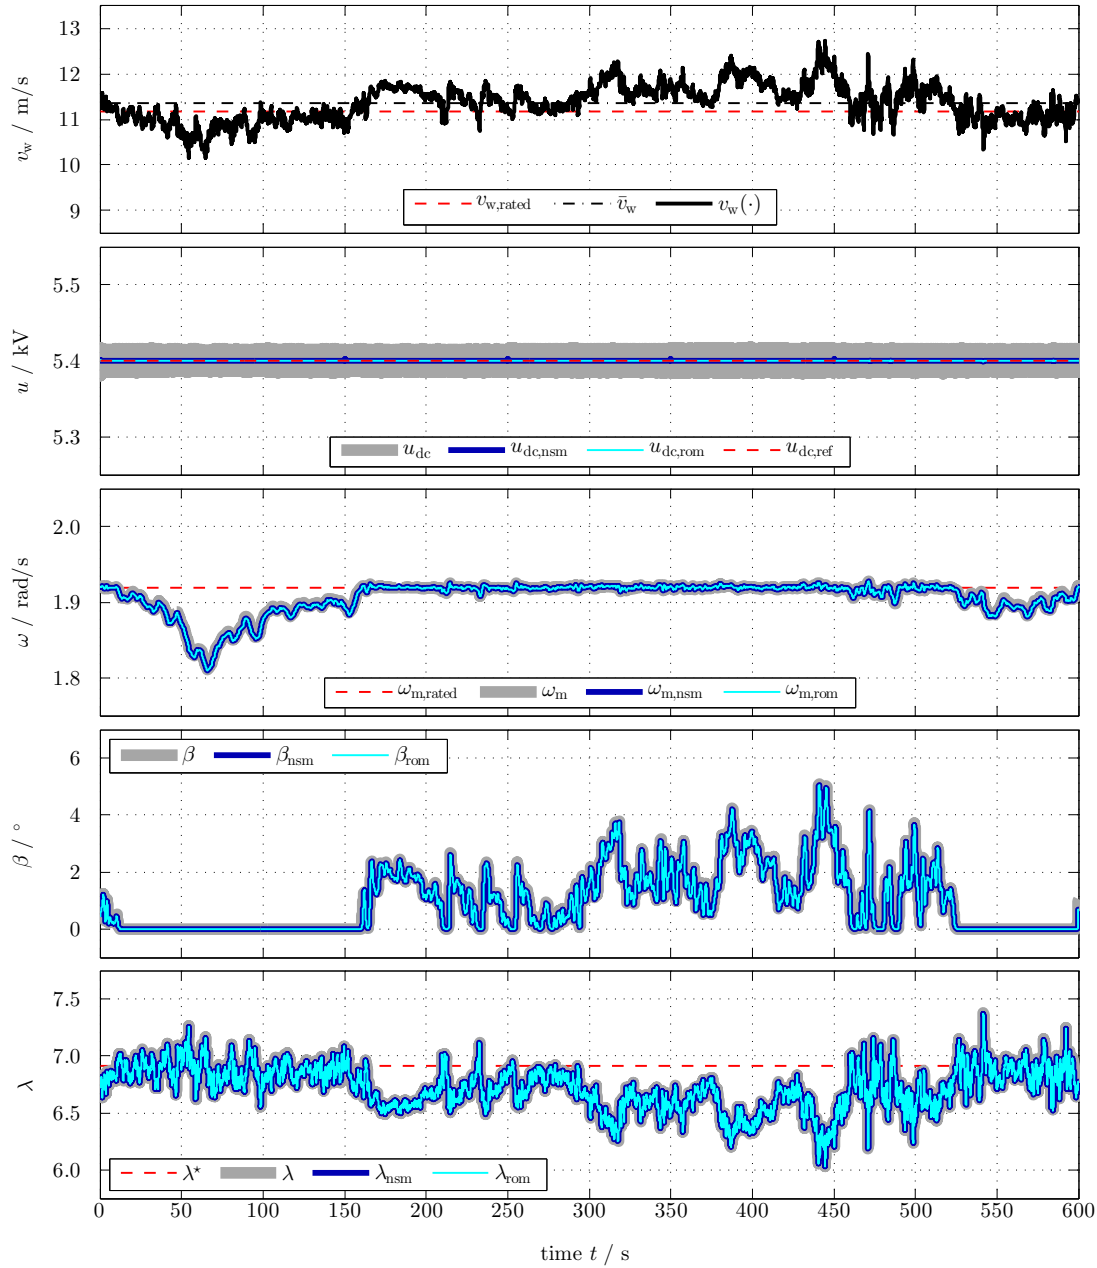 13
12
11
10
9
v_w / m/s
v_w,rated v̄_w v_w(·)
5.5
5.4
5.3
u / kV
u_dc u_dc,nsm u_dc,rom u_dc,ref
2.0
1.9
1.8
ω / rad/s
ω_m,rated ω_m ω_m,nsm ω_m,rom
6
4
2
0
β / °
β β_nsm β_rom
7.5
7.0
6.5
6.0
λ
λ* λ λ_nsm λ_rom
0 50 100 150 200 250 300 350 400 450 500 550 600
time t / s